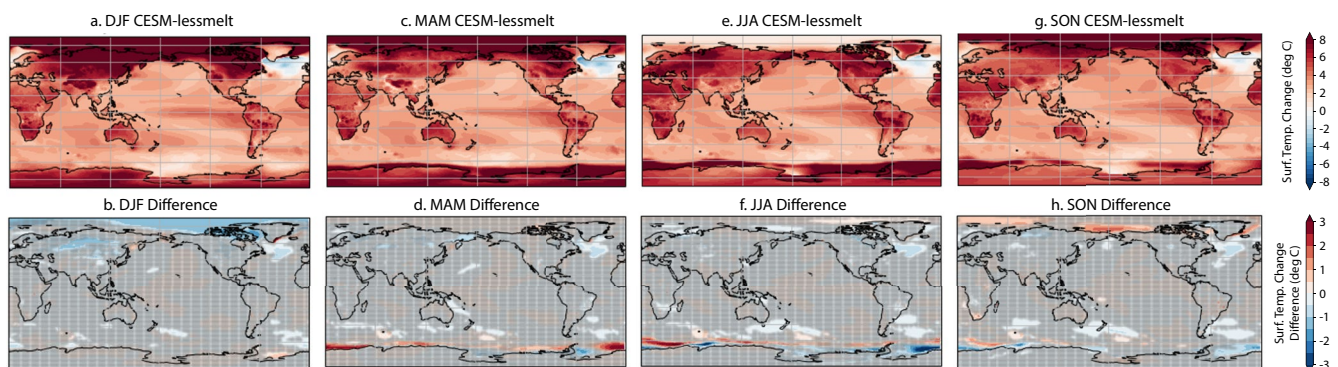 a. DJF CESM-lessmelt
c. MAM CESM-lessmelt
e. JJA CESM-lessmelt
g. SON CESM-lessmelt
8
6
4
2
0
-2
-4
-6
-8
Surf. Temp. Change (deg C)
b. DJF Difference
d. MAM Difference
f. JJA Difference
h. SON Difference
3
2
1
0
-1
-2
-3
Surf. Temp. Change
Difference (deg C)